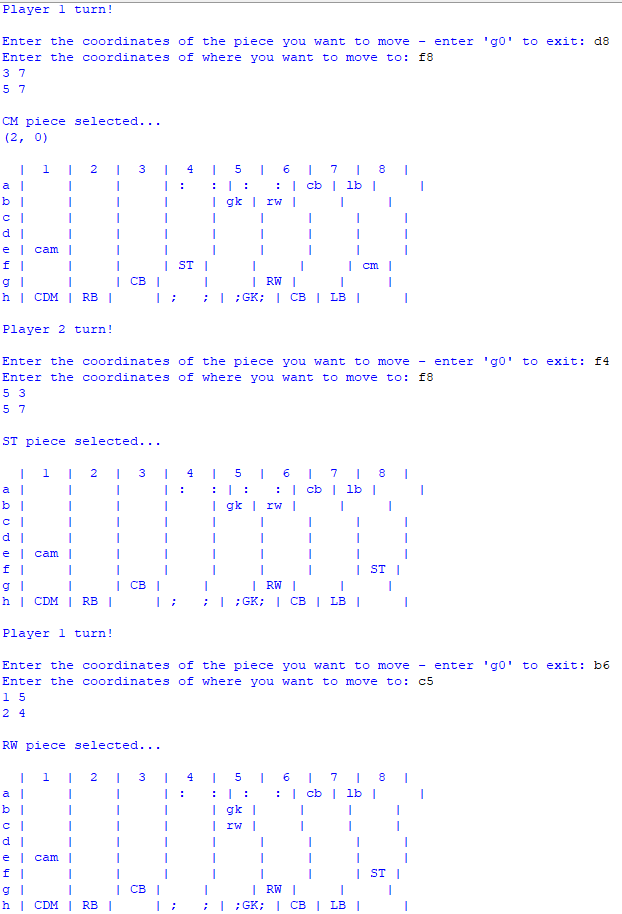 Player 1 turn!
Enter the coordinates of the piece you want to move - enter 'g0' to exit: d8
Enter the coordinates of where you want to move to: f8
3 7
5 7
CM piece selected...
(2, 0)
  |  1  |  2  |  3  |  4  |  5  |  6  |  7  |  8  |
a |     |     |     | :   : | :   : | cb | lb |     |
b |     |     |     |     | gk | rw |     |     |
c |     |     |     |     |     |     |     |     |
d |     |     |     |     |     |     |     |     |
e | cam |     |     |     |     |     |     |     |
f |     |     |     | ST |     |     |     | cm |
g |     |     | CB |     |     | RW |     |     |
h | CDM | RB |     | ;   ; | ;GK; | CB | LB |     |
Player 2 turn!
Enter the coordinates of the piece you want to move - enter 'g0' to exit: f4
Enter the coordinates of where you want to move to: f8
5 3
5 7
ST piece selected...
  |  1  |  2  |  3  |  4  |  5  |  6  |  7  |  8  |
a |     |     |     | :   : | :   : | cb | lb |     |
b |     |     |     |     | gk | rw |     |     |
c |     |     |     |     |     |     |     |     |
d |     |     |     |     |     |     |     |     |
e | cam |     |     |     |     |     |     |     |
f |     |     |     |     |     |     |     | ST |
g |     |     | CB |     |     | RW |     |     |
h | CDM | RB |     | ;   ; | ;GK; | CB | LB |     |
Player 1 turn!
Enter the coordinates of the piece you want to move - enter 'g0' to exit: b6
Enter the coordinates of where you want to move to: c5
1 5
2 4
RW piece selected...
  |  1  |  2  |  3  |  4  |  5  |  6  |  7  |  8  |
a |     |     |     | :   : | :   : | cb | lb |     |
b |     |     |     |     | gk |     |     |     |
c |     |     |     |     | rw |     |     |     |
d |     |     |     |     |     |     |     |     |
e | cam |     |     |     |     |     |     |     |
f |     |     |     |     |     |     |     | ST |
g |     |     | CB |     |     | RW |     |     |
h | CDM | RB |     | ;   ; | ;GK; | CB | LB |     |